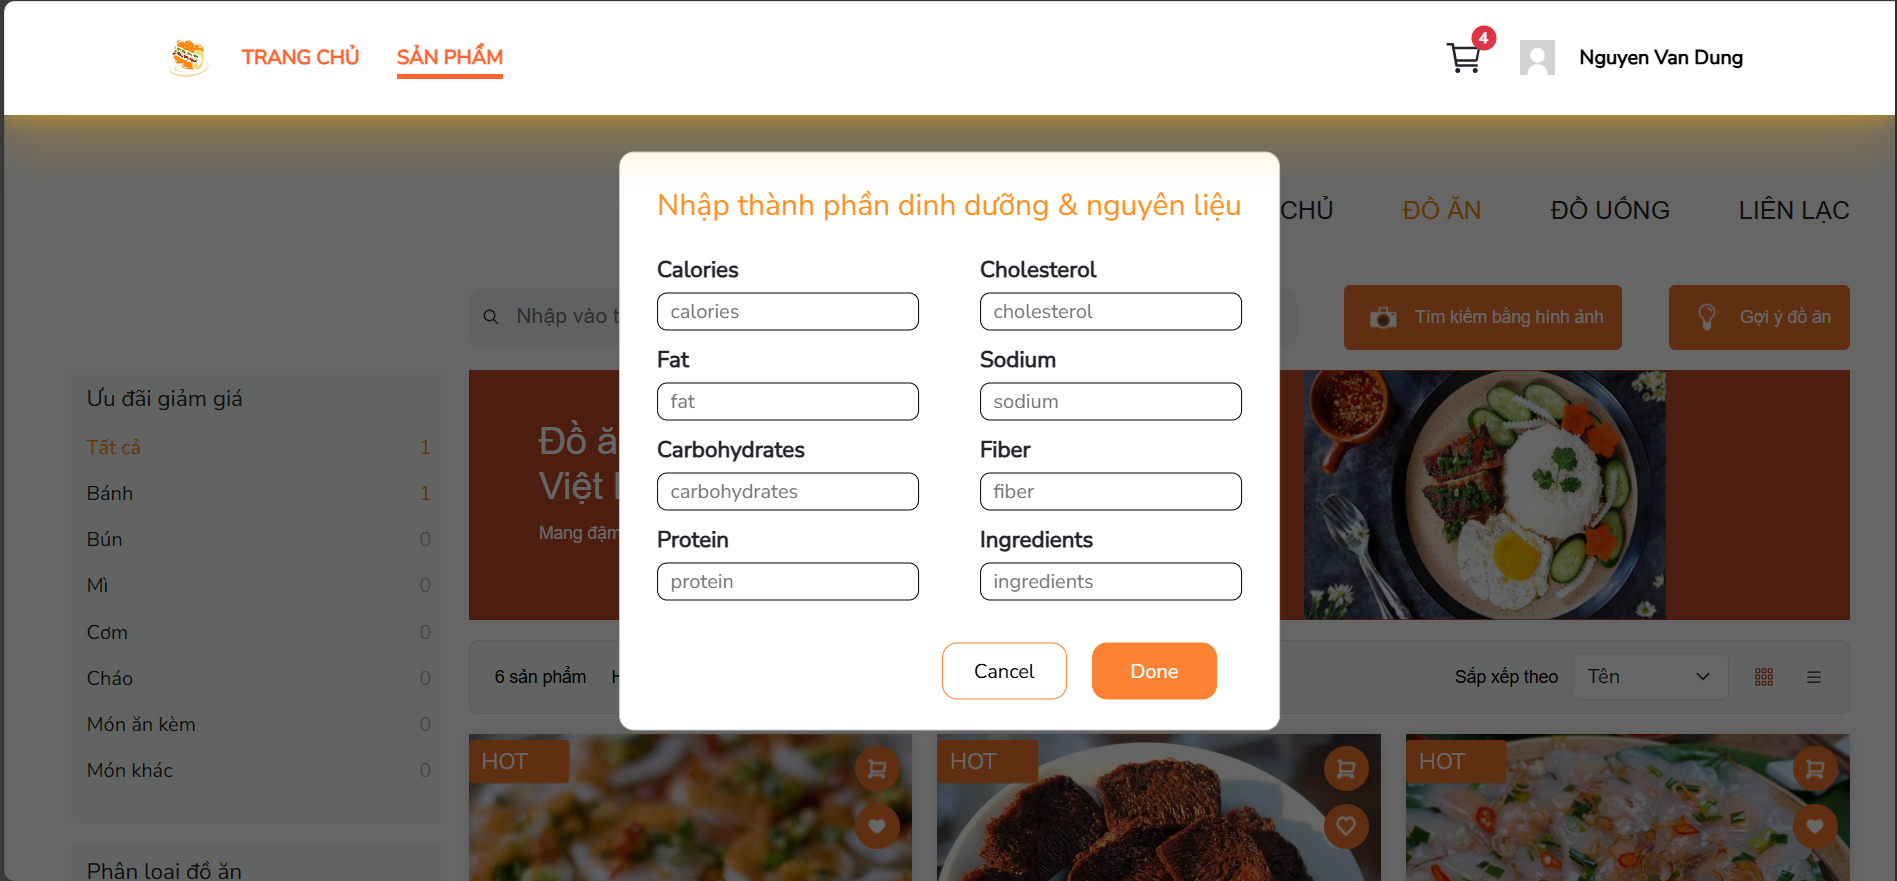 TRANG CHỦ
SẢN PHẨM
4
Nguyen Van Dung
Nhập thành phần dinh dưỡng & nguyên liệu
Calories
calories
Cholesterol
cholesterol
Fat
fat
Sodium
sodium
Carbohydrates
carbohydrates
Fiber
fiber
Protein
protein
Ingredients
ingredients
Cancel
Done
CHỦ
ĐỒ ĂN
ĐỒ UỐNG
LIÊN LẠC
Nhập vào t
Tìm kiếm bằng hình ảnh
Gợi ý đồ ăn
Ưu đãi giảm giá
Tất cả 1
Bánh 1
Bún 0
Mì 0
Cơm 0
Cháo 0
Món ăn kèm 0
Món khác 0
Phân loại đồ ăn
Đồ ă
Việt
Mang đậm
6 sản phẩm
H
Sắp xếp theo
Tên
HOT
HOT
HOT